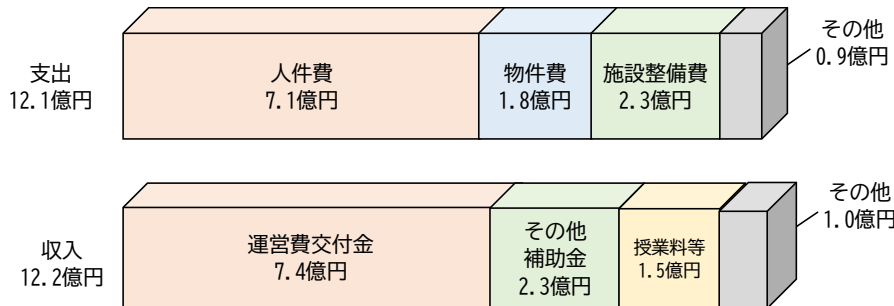 支出
12.1億円
人件費
7.1億円
物件費
1.8億円
施設整備費
2.3億円
その他
0.9億円
収入
12.2億円
運営費交付金
7.4億円
その他
補助金
2.3億円
授業料等
1.5億円
その他
1.0億円